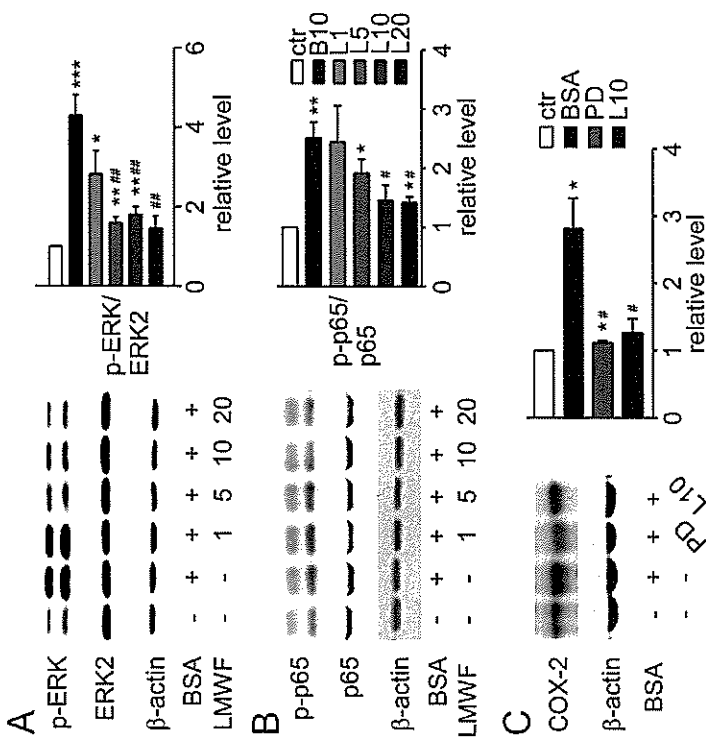 A
p-ERK
ERK2
β-actin
BSA - + + + + +
LMWF - - 1 5 10 20
p-ERK/
ERK2
***
*
** ##
** ##
##
0 2 4 6
relative level
B
p-p65
p65
β-actin
BSA - + + + + +
LMWF - - 1 5 10 20
p-p65/
p65
**
*
#
*#
ctr
B10
L1
L5
L10
L20
0 1 2 3 4
relative level
C
COX-2
β-actin
BSA - + + +
- - PD L10
*
*#
#
ctr
BSA
PD
L10
0 1 2 3 4
relative level